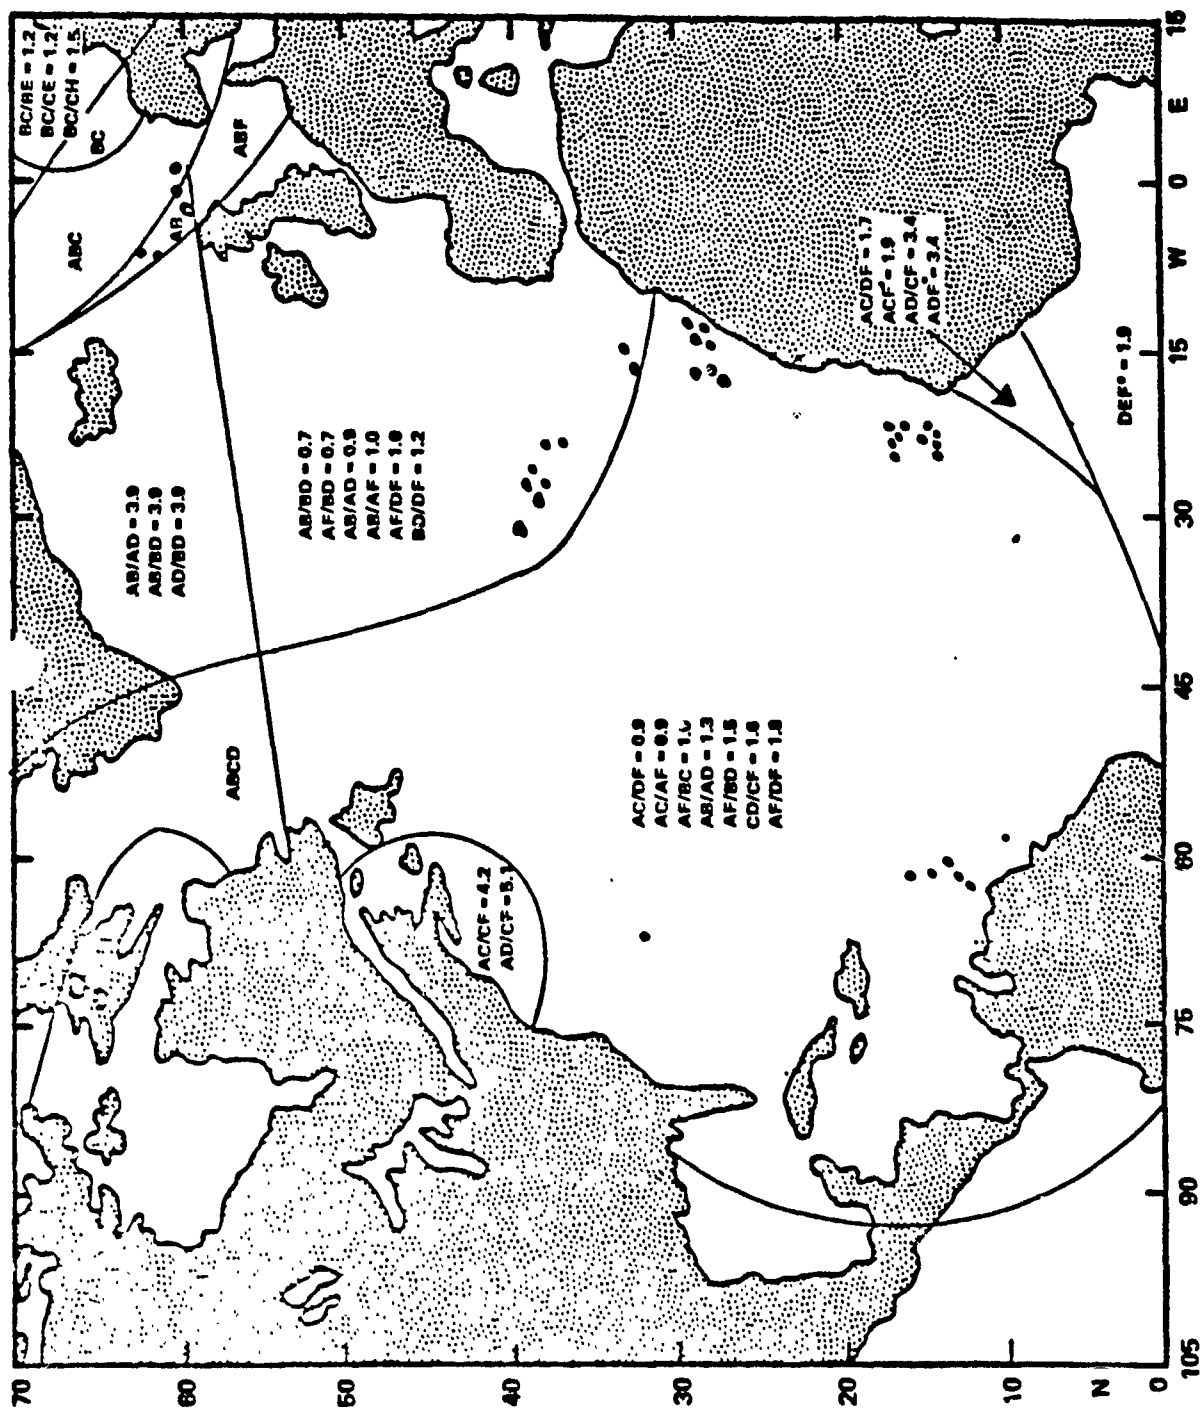 70
BC/BE = 1.2
BC/CE = 1.2
BC/CH = 1.5
BC
ABC
AB/AD = 3.9
AB/BD = 3.9
AD/BD = 3.9
AB
60
ABCD
ABF
AB/BD = 0.7
AF/BD = 0.7
AB/AD = 0.9
AB/AF = 1.0
AF/DF = 1.8
BD/DF = 1.2
50
AC/CF = 4.2
AD/CF = 5.1
40
AC/DF = 0.9
AC/AF = 0.9
AF/BC =
AB/AD = 1.3
AF/BD = 1.5
CD/CF = 1.6
AF/DF = 1.8
30
20
AC/DF = 1.7
ACF° = 1.9
AD/CF = 3.4
ADF° = 3.4
10
DEF° = 1.9
N
0
105 90 75 60 45 30 15 W 0 E 15